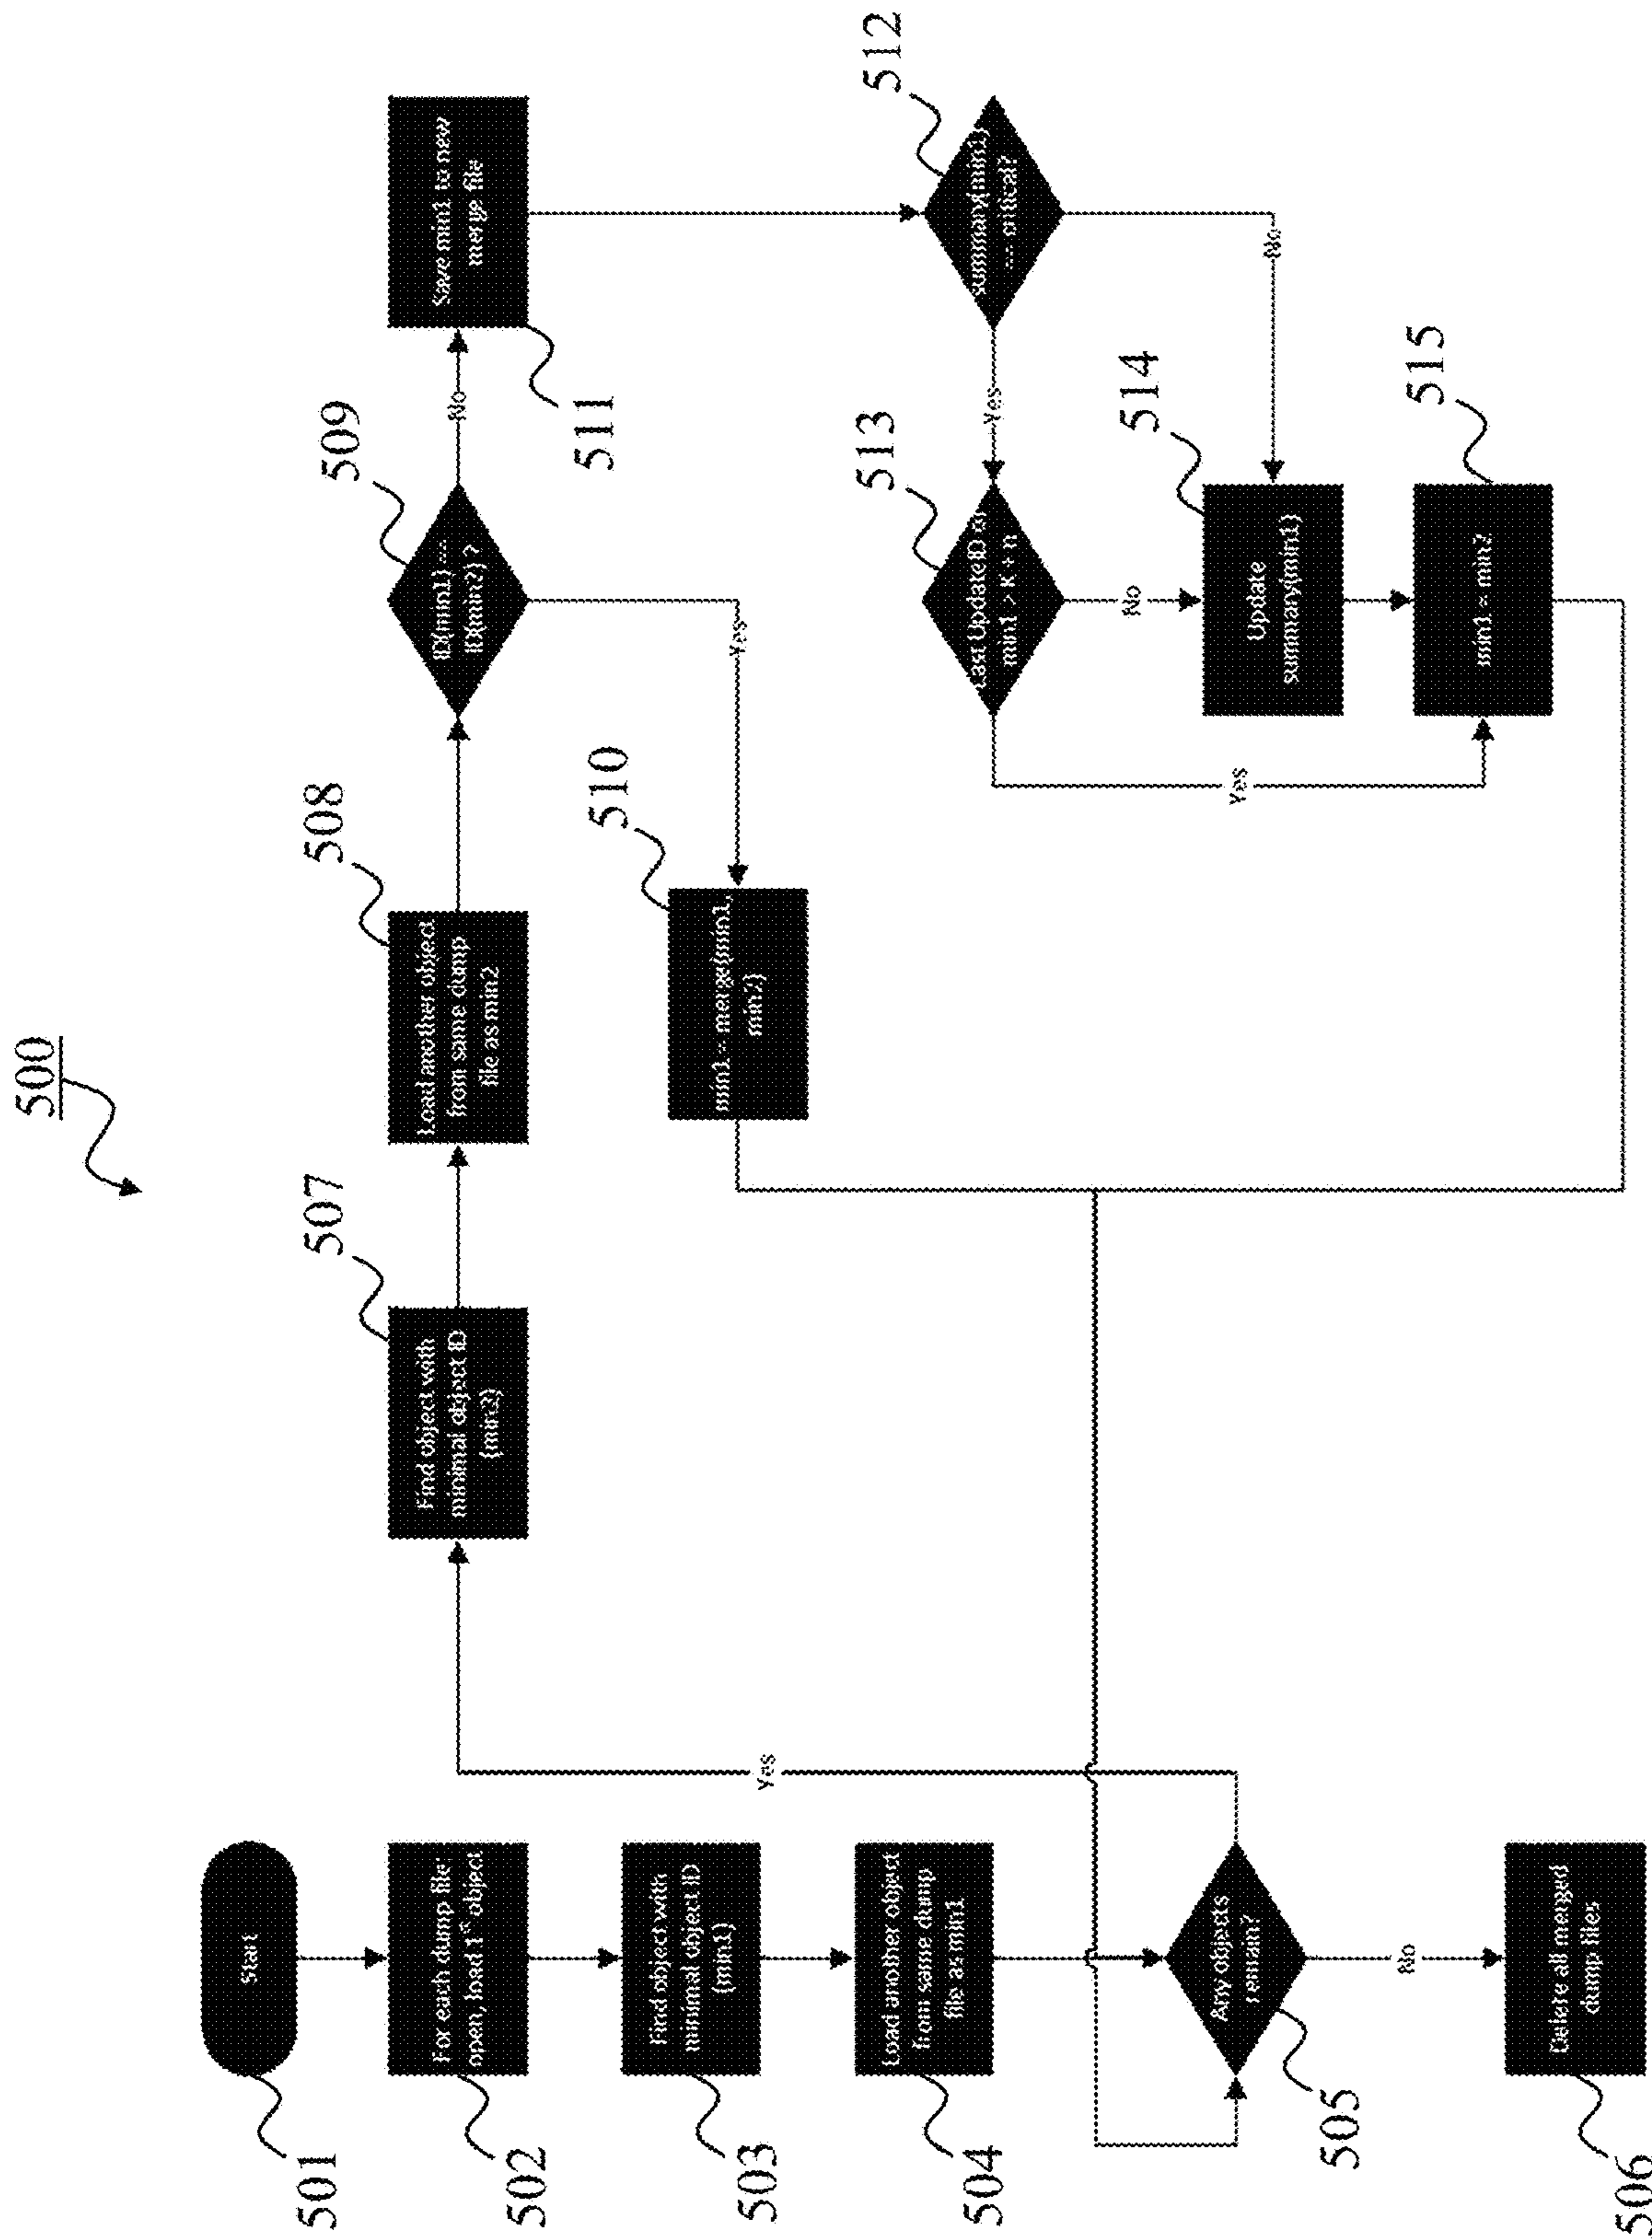 500
501
Start
502
For each dump file:
open, load 1st object
503
Find object with
minimal object ID
(min1)
504
Load another object
from same dump
file as min1
505
Any objects
remain?
Yes
No
506
Delete all merged
dump files
507
Find object with
minimal object ID
(min2)
508
Load another object
from same dump
file as min2
509
ID(min1) ==
ID(min2) ?
No
Yes
510
min1 = merge(min1,
min2)
511
Save min1 to new
merge file
512
summary(min1)
== critical?
Yes
No
513
Last UpdateID of
min1 > K + n
No
Yes
514
Update
summary(min1)
515
min1 = min2